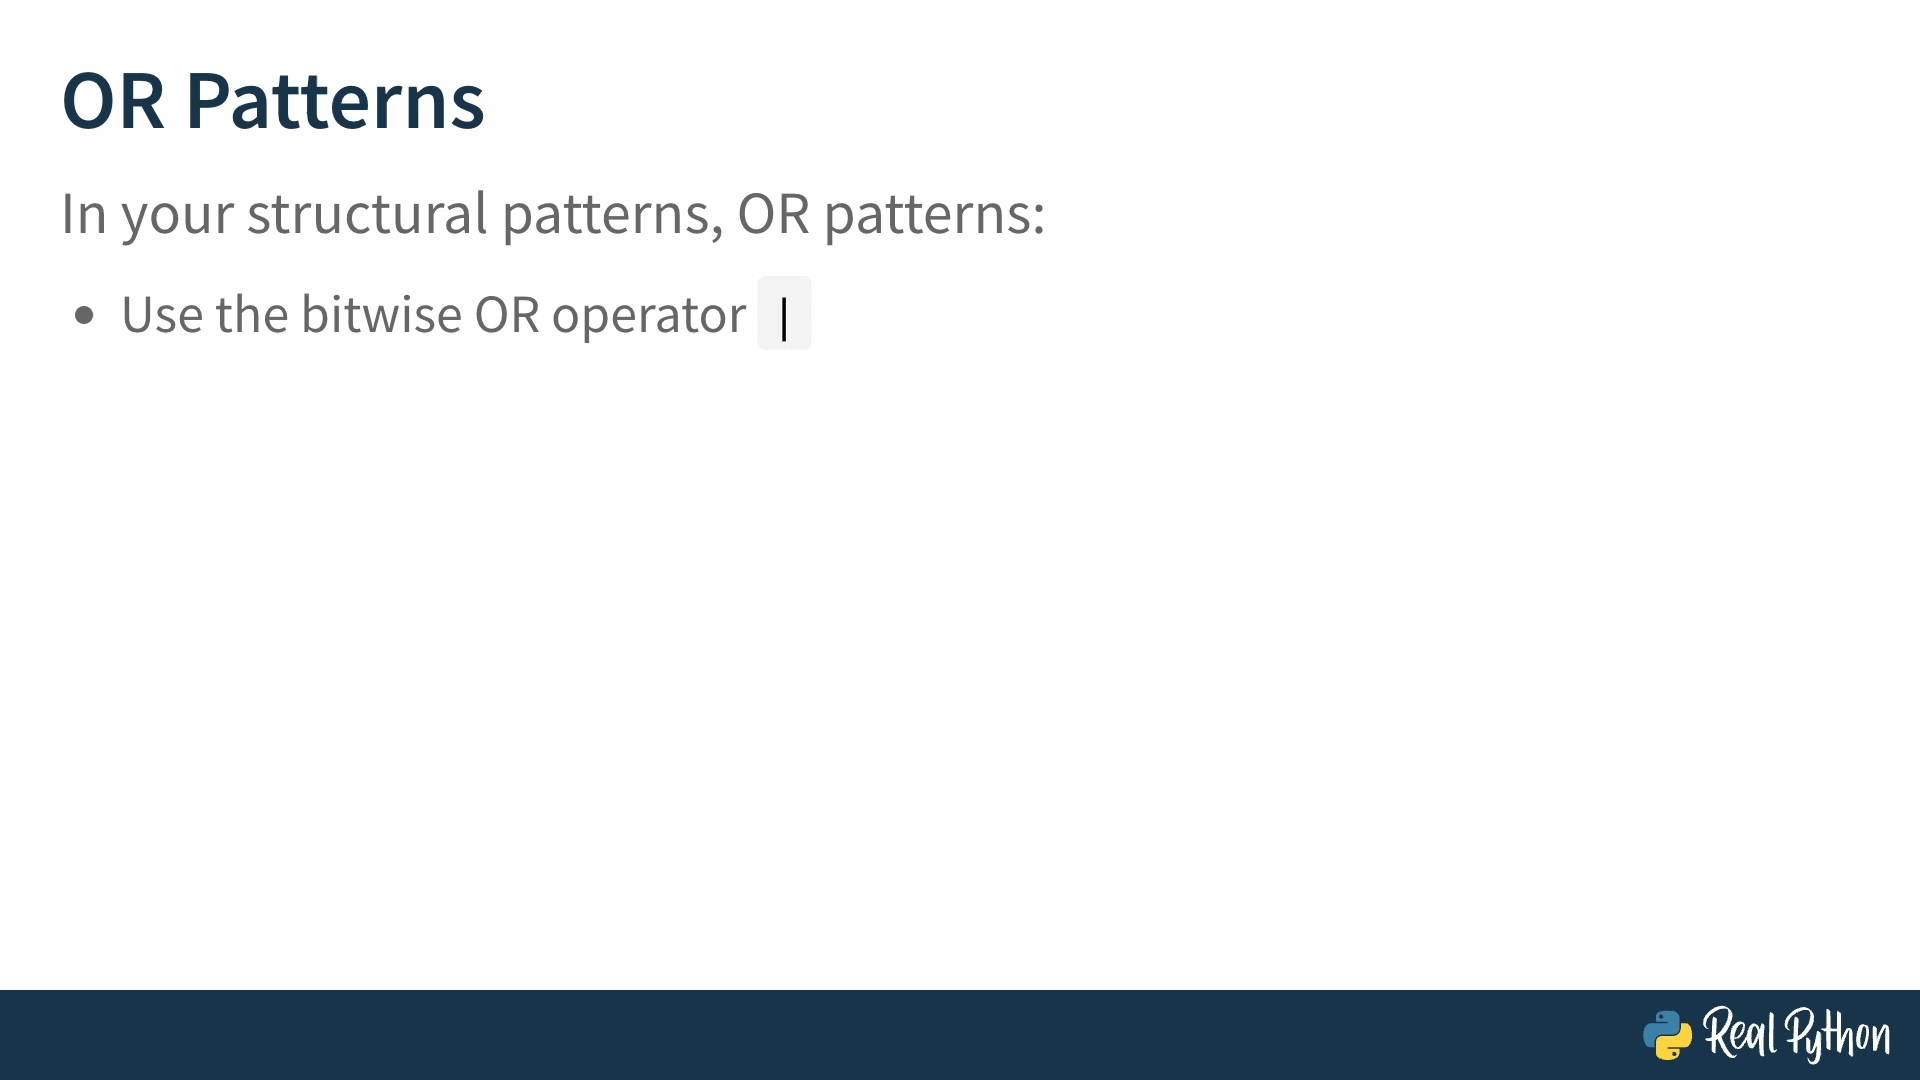 OR Patterns
In your structural patterns, OR patterns:
• Use the bitwise OR operator |
Real Python